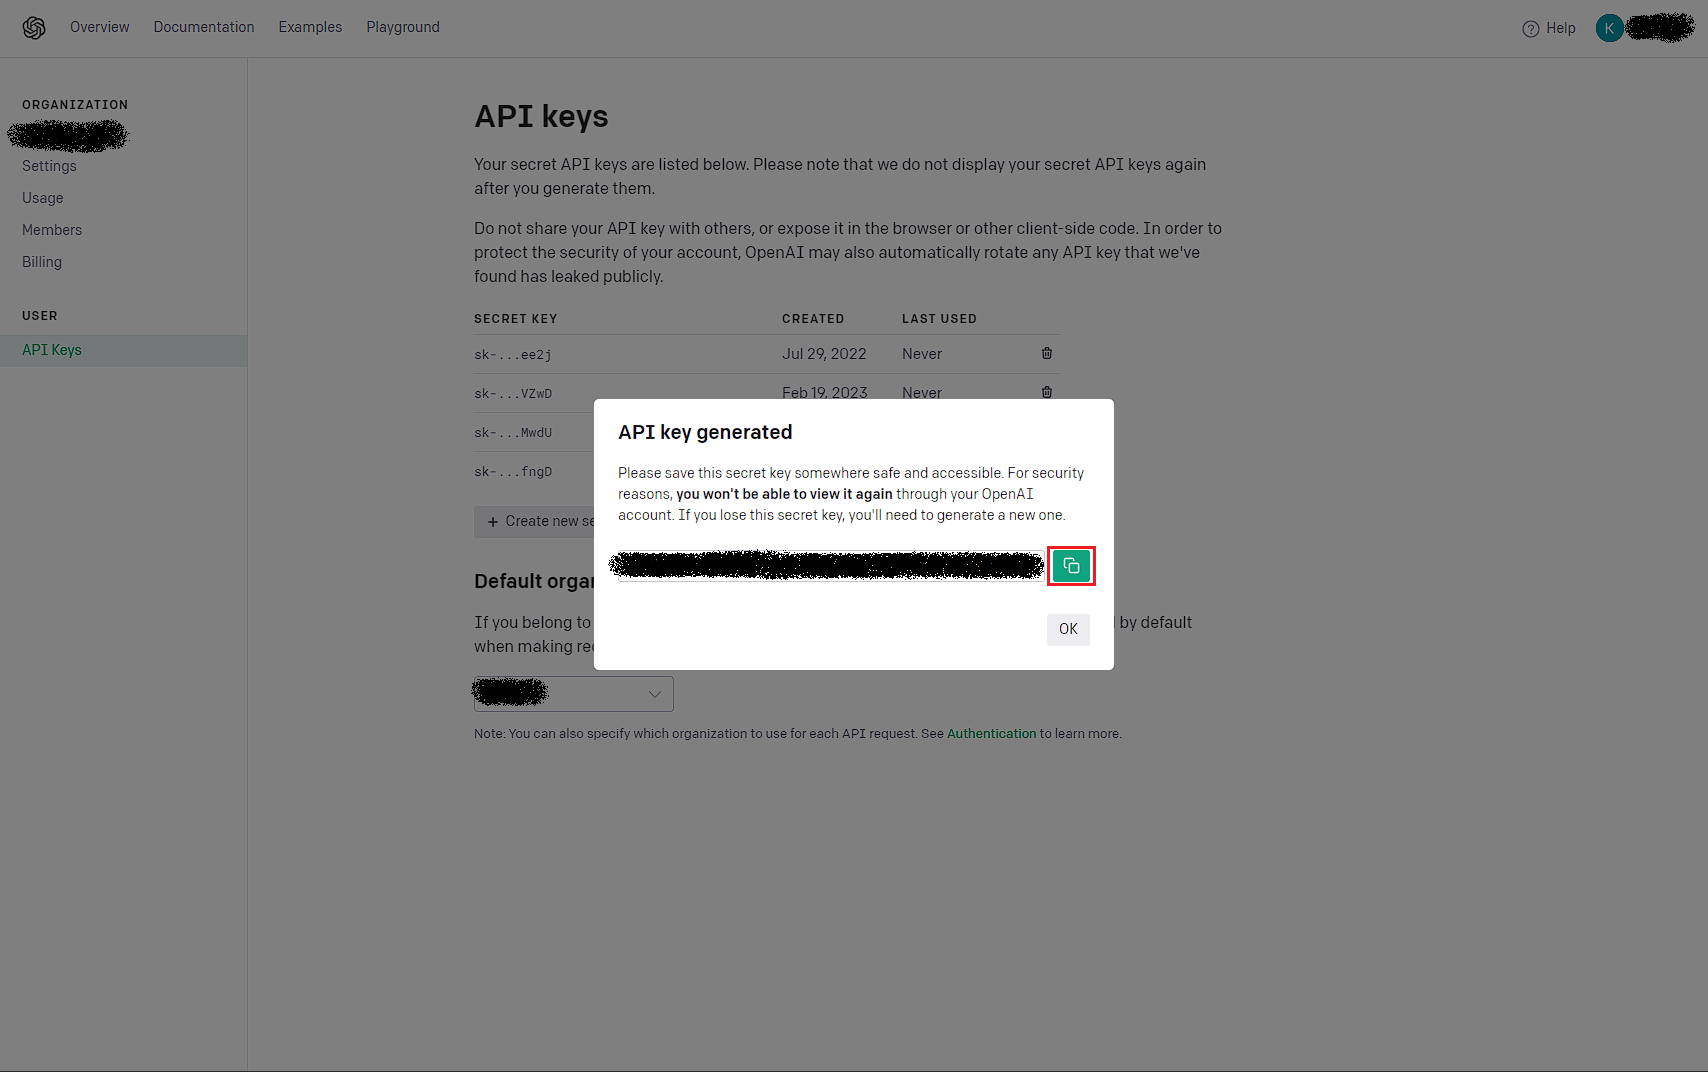 Overview Documentation Examples Playground
Help
K
ORGANIZATION
Settings
Usage
Members
Billing
USER
API Keys
API keys
Your secret API keys are listed below. Please note that we do not display your secret API keys again
after you generate them.
Do not share your API key with others, or expose it in the browser or other client-side code. In order to
protect the security of your account, OpenAI may also automatically rotate any API key that we've
found has leaked publicly.
SECRET KEY CREATED LAST USED
sk-...ee2j Jul 29, 2022 Never
sk-...VZwD Feb 19, 2023 Never
sk-...MwdU
sk-...fngD
+ Create new se
Default orga
If you belong to by default
when making re
Note: You can also specify which organization to use for each API request. See Authentication to learn more.
API key generated
Please save this secret key somewhere safe and accessible. For security
reasons, you won't be able to view it again through your OpenAI
account. If you lose this secret key, you'll need to generate a new one.
OK